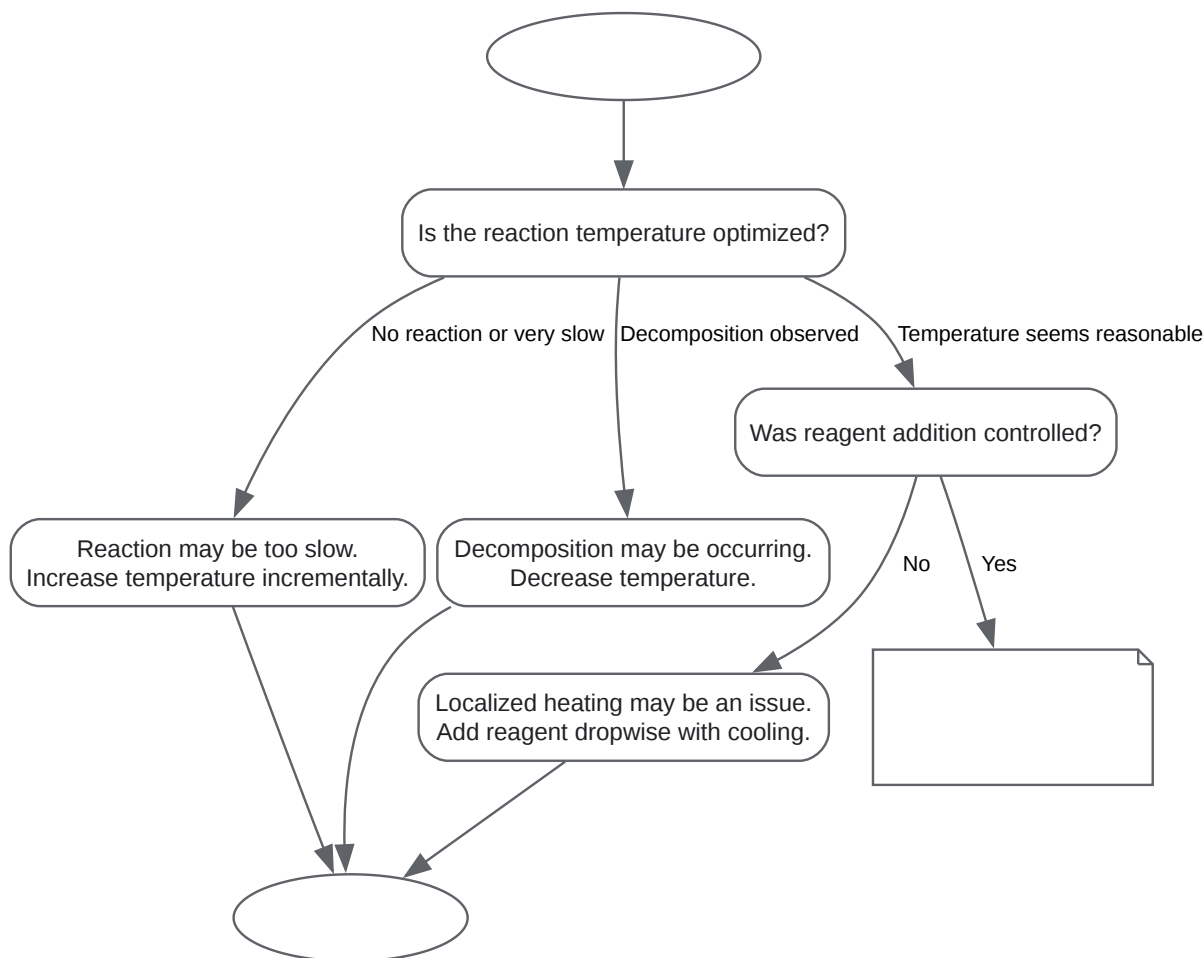 Is the reaction temperature optimized?
No reaction or very slow
Decomposition observed
Temperature seems reasonable
Was reagent addition controlled?
Reaction may be too slow.
Increase temperature incrementally.
Decomposition may be occurring.
Decrease temperature.
No
Yes
Localized heating may be an issue.
Add reagent dropwise with cooling.